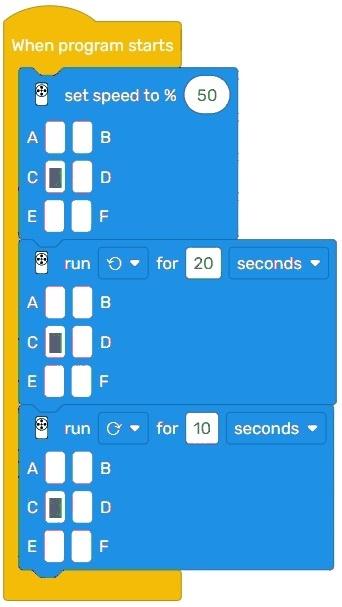 When program starts
set speed to % 50
A B
C D
E F
run for 20 seconds
A B
C D
E F
run for 10 seconds
A B
C D
E F